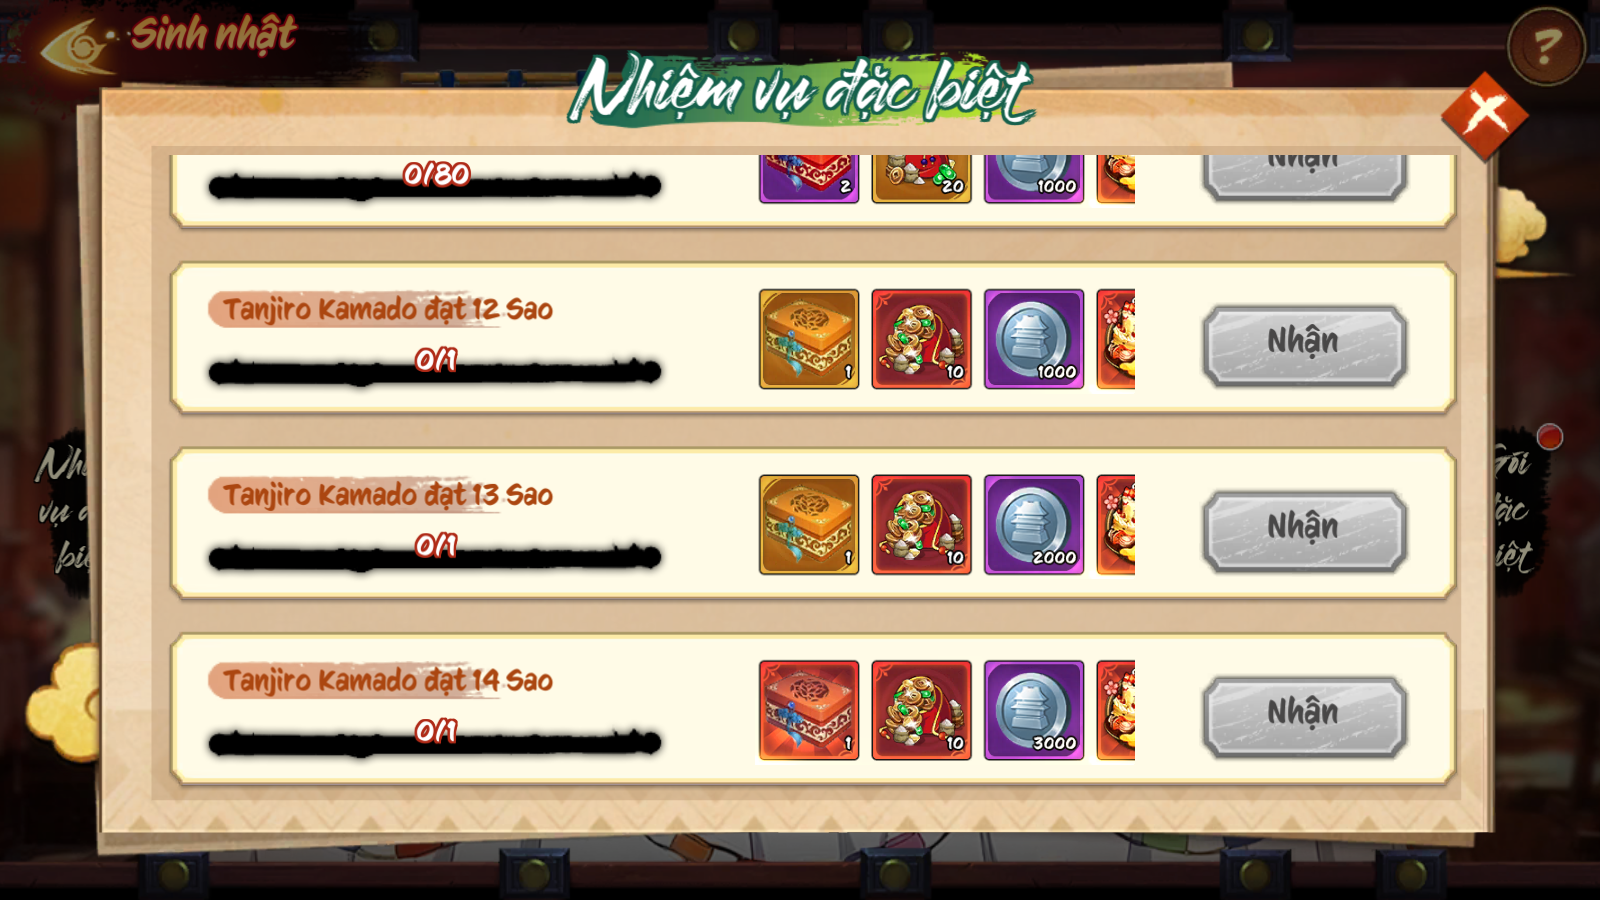 Sinh nhật
?
Nhiệm vụ đặc biệt
0/80
2
20
1000
Nhận
Tanjiro Kamado đạt 12 Sao
0/1
1
10
1000
Nhận
Tanjiro Kamado đạt 13 Sao
0/1
1
10
2000
Nhận
Tanjiro Kamado đạt 14 Sao
0/1
1
10
3000
Nhận
Gói